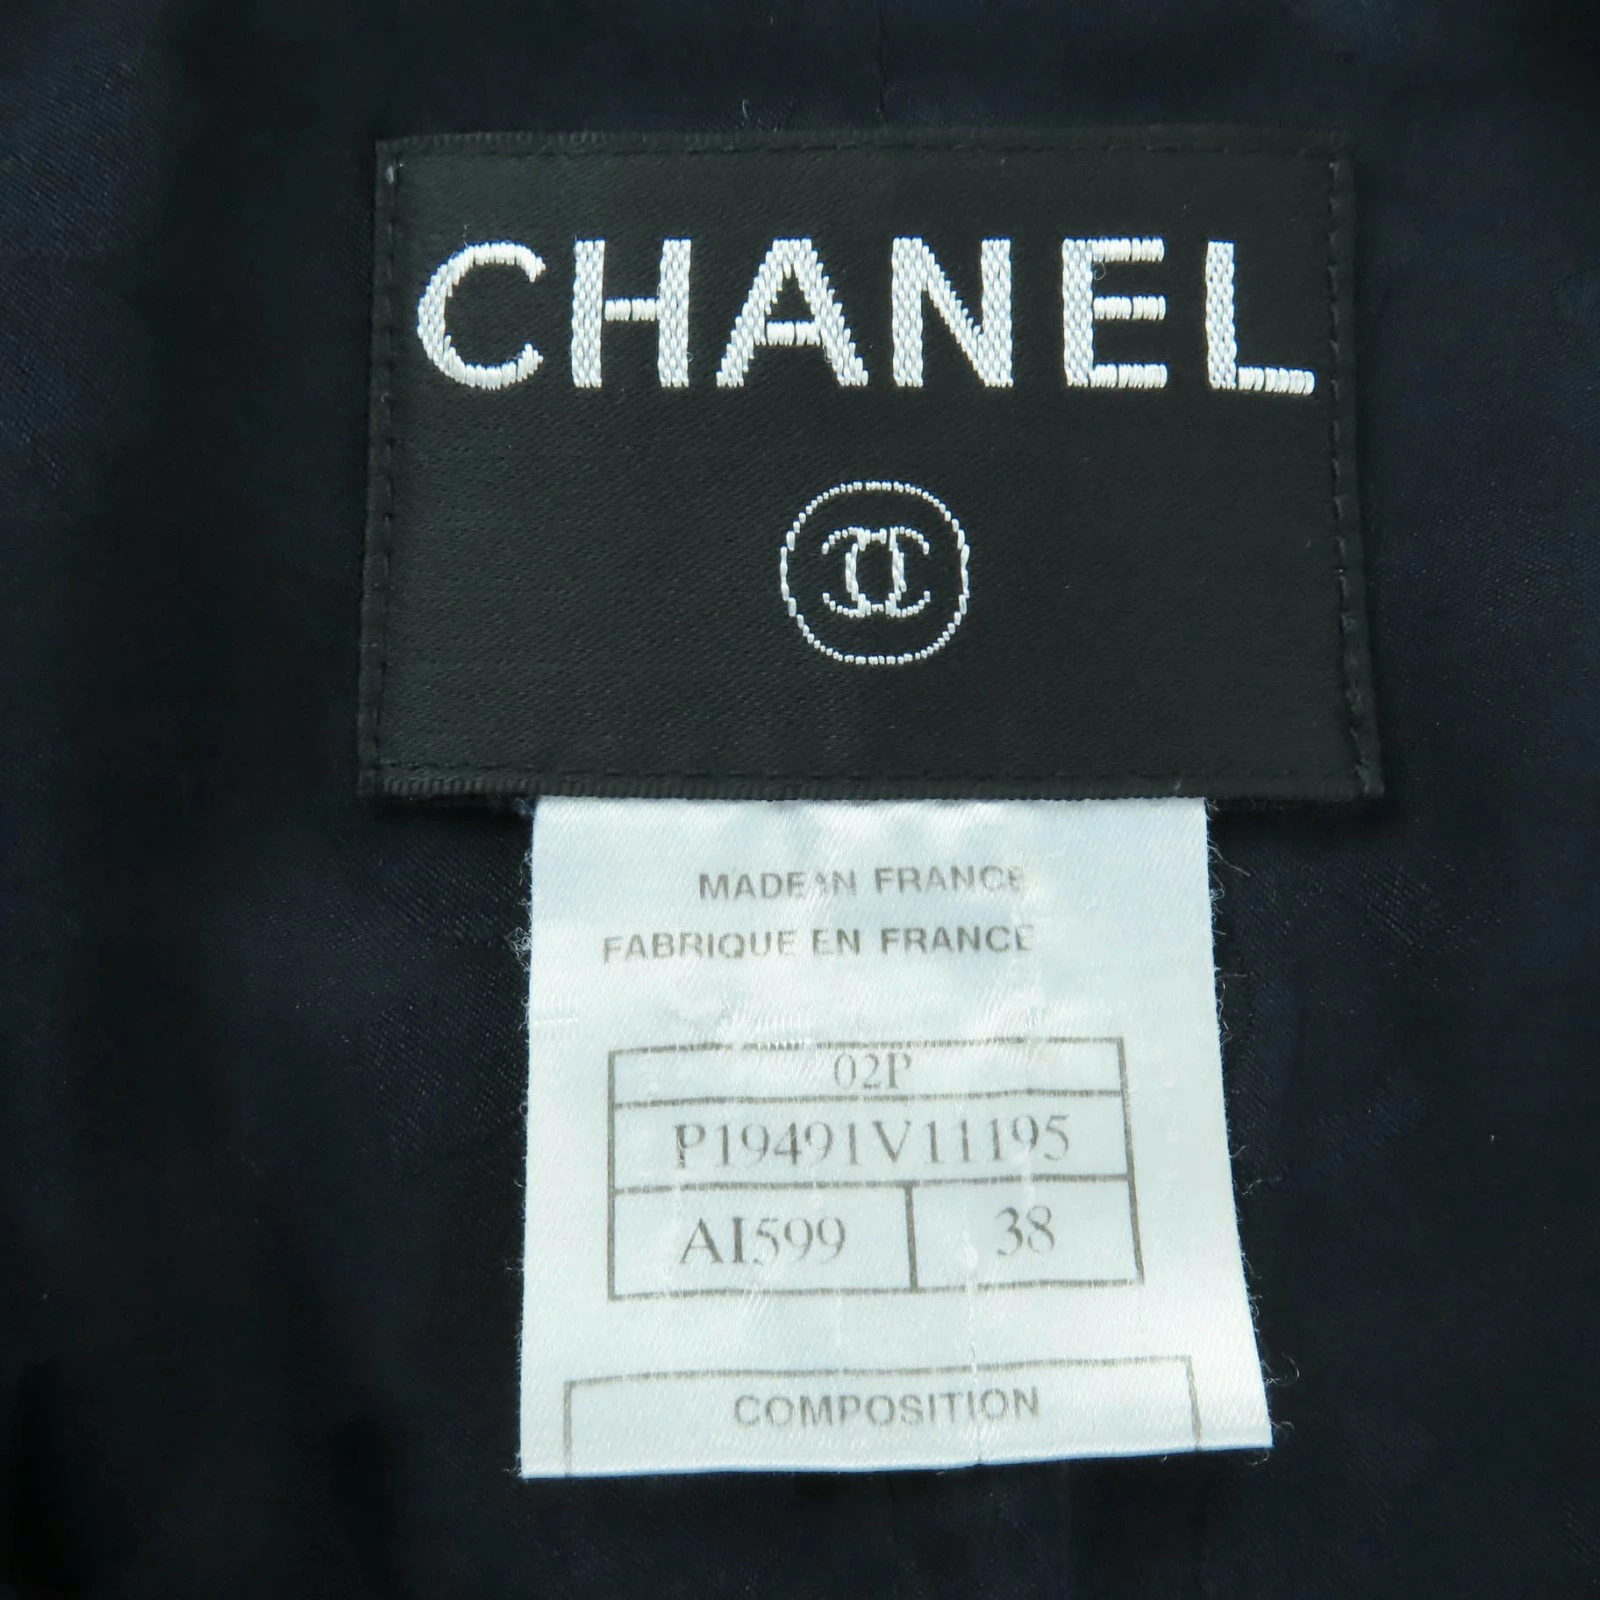 CHANEL
MADE IN FRANCE
FABRIQUE EN FRANCE
02P
P19491V11195
AI599 38
COMPOSITION